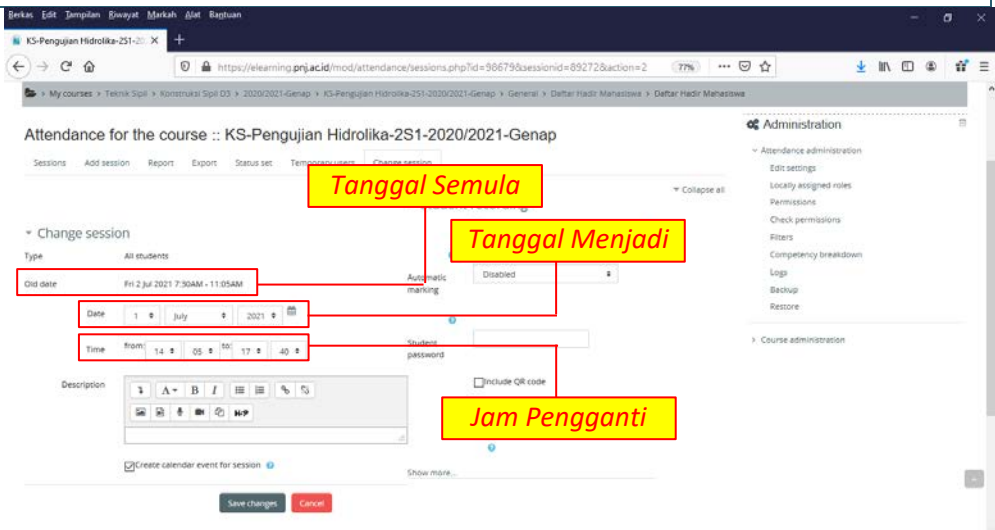 Berkas Edit Tampilan Riwayat Markah Alat Bantuan
KS-Pengujian Hidrolika-2S1-20
https://elearning.pnj.ac.id/mod/attendance/sessions.php?id=98679&sessionid=89272&action=2 77%
My courses > Teknik Sipil > Konstruksi Sipil D3 > 2020/2021-Genap > KS-Pengujian Hidrolika-2S1-2020/2021-Genap > General > Daftar Hadir Mahasiswa > Daftar Hadir Mahasiswa
Attendance for the course :: KS-Pengujian Hidrolika-2S1-2020/2021-Genap
Sessions Add session Report Export Status set Temporary users Change session
Tanggal Semula
Collapse all
Tanggal Menjadi
Change session
Type All students
Old date Fri 2 Jul 2021 7:30AM - 11:05AM
Date 1 July 2021
Time from: 14 05 to: 17 40
Automatic marking Disabled
Student password
Include QR code
Jam Pengganti
Description
A B I
H-P
Create calendar event for session
Show more...
Save changes Cancel
Administration
Attendance administration
Edit settings
Locally assigned roles
Permissions
Check permissions
Filters
Competency breakdown
Logs
Backup
Restore
Course administration